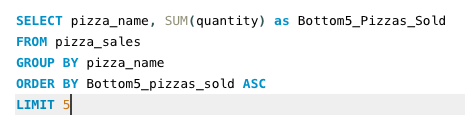 SELECT pizza_name, SUM(quantity) as Bottom5_Pizzas_Sold
FROM pizza_sales
GROUP BY pizza_name
ORDER BY Bottom5_pizzas_sold ASC
LIMIT 5